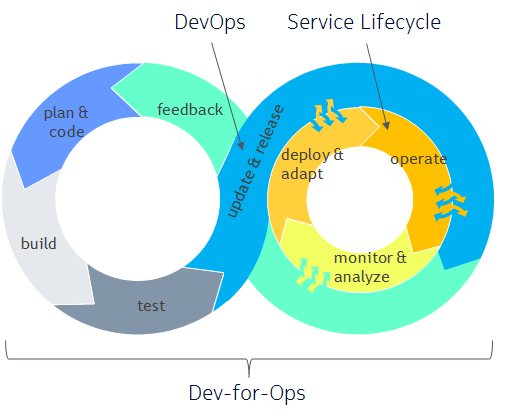 DevOps
Service Lifecycle
plan &
code
feedback
update & release
deploy &
adapt
operate
build
monitor &
analyze
test
Dev-for-Ops